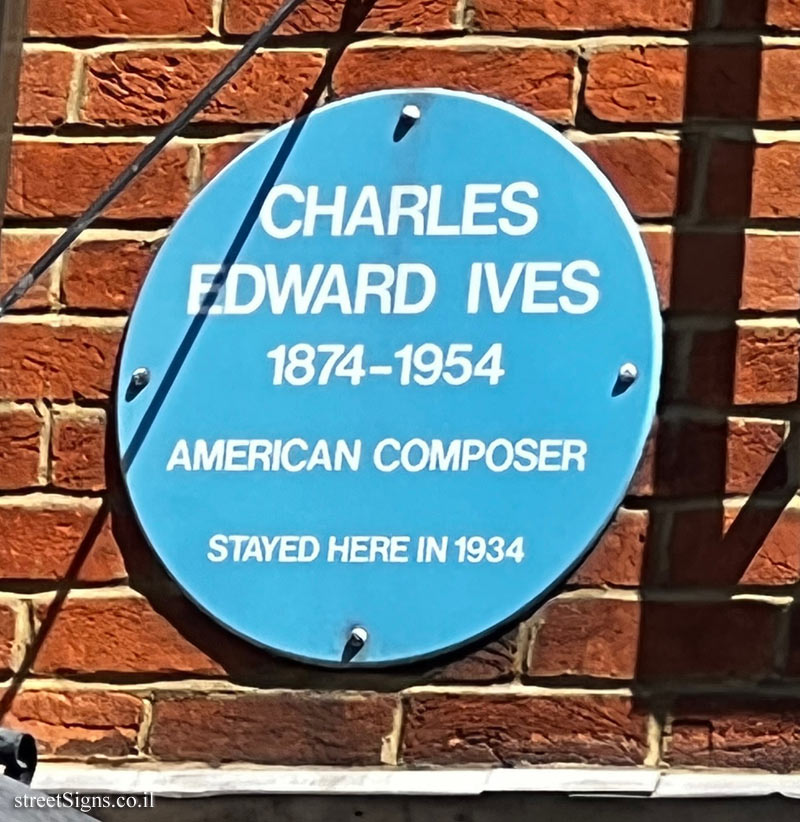 CHARLES
EDWARD IVES
1874-1954
AMERICAN COMPOSER
STAYED HERE IN 1934
streetSigns.co.il